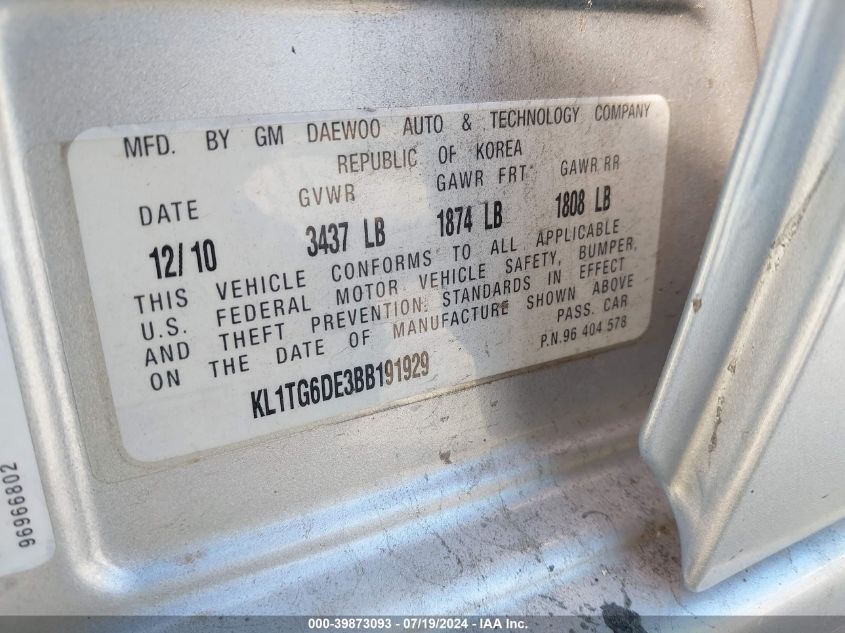 MFD. BY GM DAEWOO AUTO & TECHNOLOGY COMPANY
REPUBLIC OF KOREA
DATE GVWR GAWR FRT GAWR RR
12/10 3437 LB 1874 LB 1808 LB
THIS VEHICLE CONFORMS TO ALL APPLICABLE
U.S. FEDERAL MOTOR VEHICLE SAFETY, BUMPER,
AND THEFT PREVENTION STANDARDS IN EFFECT
ON THE DATE OF MANUFACTURE SHOWN ABOVE
PASS. CAR
KL1TG6DE3BB191929
P.N.96 404 578
96966802
000-39873093 - 07/19/2024 - IAA Inc.